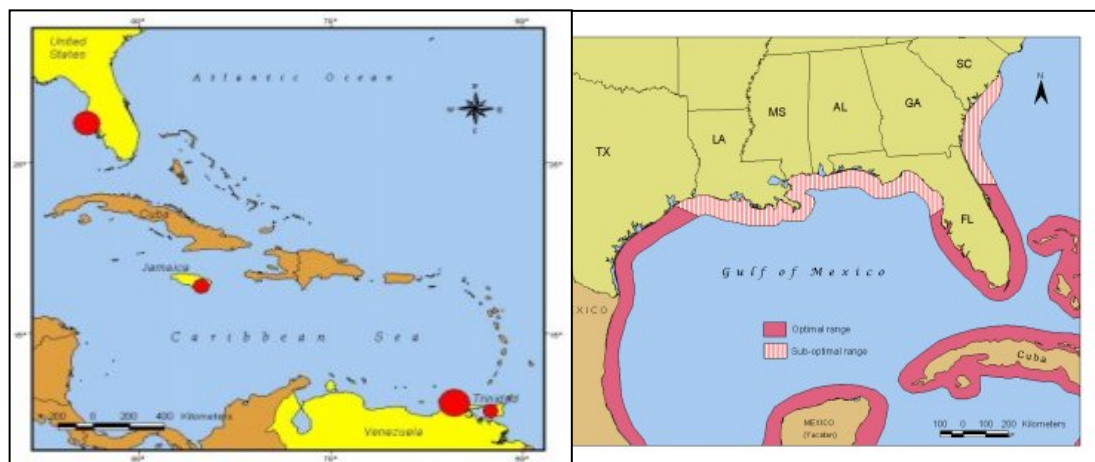 United
States
Atlantic Ocean
Cuba
Jamaica
Caribbean Sea
Trinidad
Venezuela
200 0 200 400 Kilometers
N
SC
MS
AL
GA
LA
TX
FL
Gulf of Mexico
EXICO
Optimal range
Sub-optimal range
Cuba
MEXICO
(Yucatan)
100 0 100 200 Kilometers